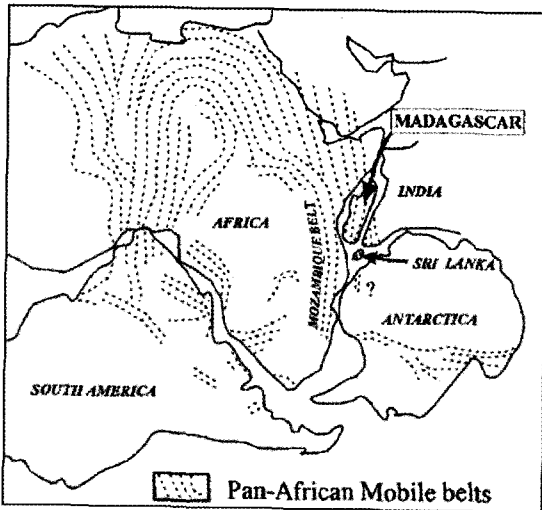 MADAGASCAR
INDIA
AFRICA
MOZAMBIQUE BELT
SRI LANKA
?
ANTARCTICA
SOUTH AMERICA
Pan-African Mobile belts